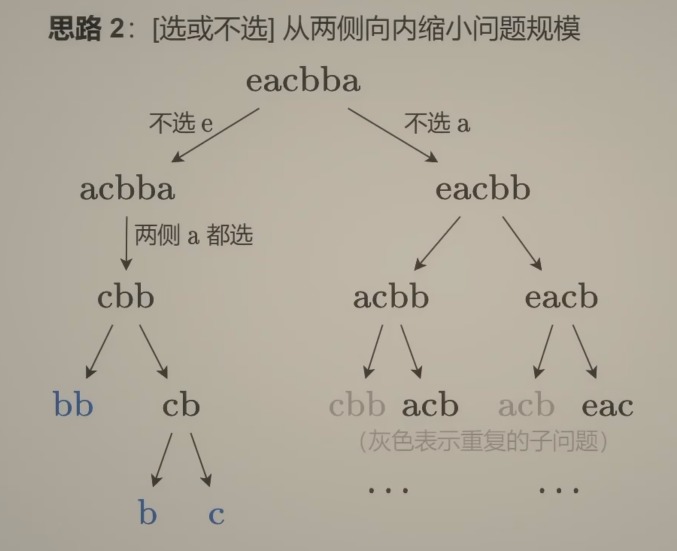 思路 2：[选或不选] 从两侧向内缩小问题规模
eacbba
不选 e 不选 a
acbba eacbb
两侧 a 都选
cbb acbb eacb
bb cb cbb acb acb eac
（灰色表示重复的子问题）
b c ... ...